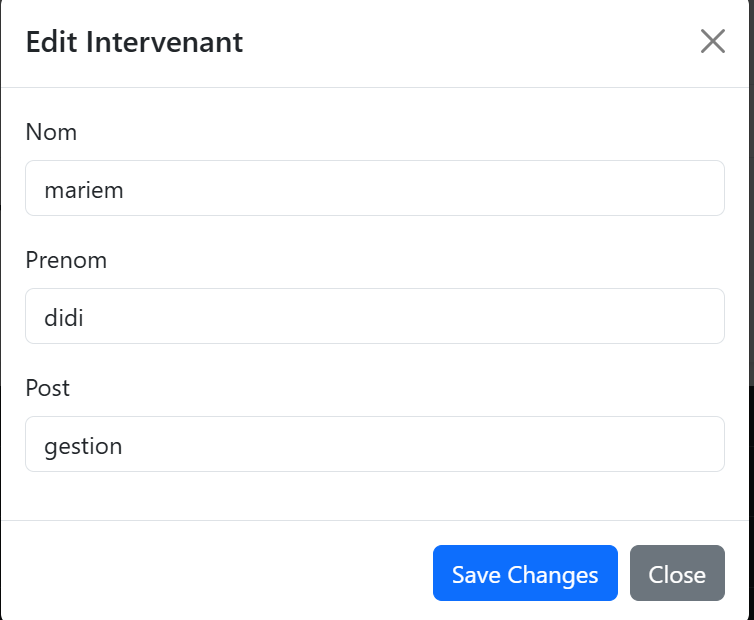 Edit Intervenant
Nom
mariem
Prenom
didi
Post
gestion
Save Changes Close